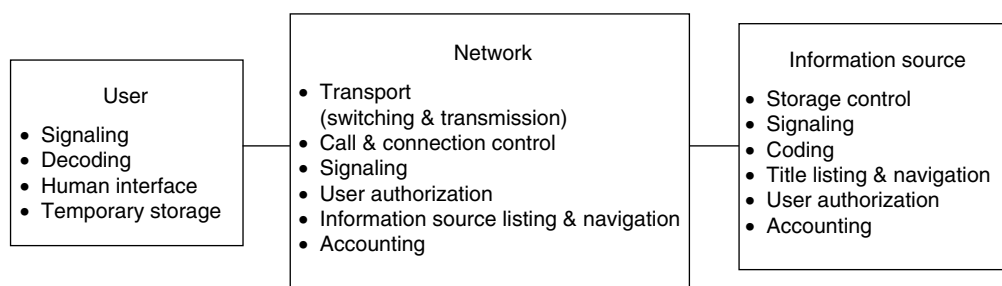 User
• Signaling
• Decoding
• Human interface
• Temporary storage
Network
• Transport
(switching & transmission)
• Call & connection control
• Signaling
• User authorization
• Information source listing & navigation
• Accounting
Information source
• Storage control
• Signaling
• Coding
• Title listing & navigation
• User authorization
• Accounting